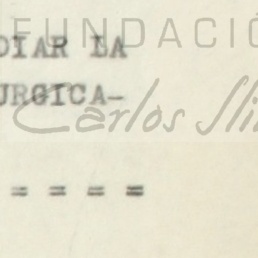 FUNDACIÓ
DIAR LA
URGICA-
Carlos Sli
= = = =